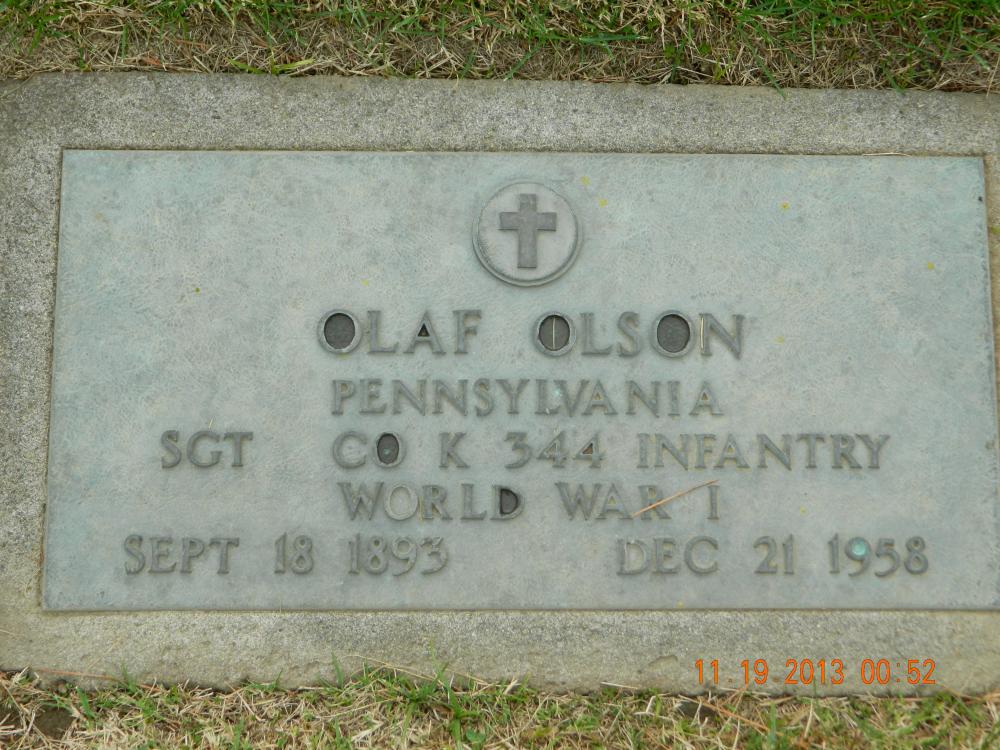 OLAF OLSON
PENNSYLVANIA
SGT CO K 344 INFANTRY
WORLD WAR I
SEPT 18 1893 DEC 21 1958
11.19.2013 00:52